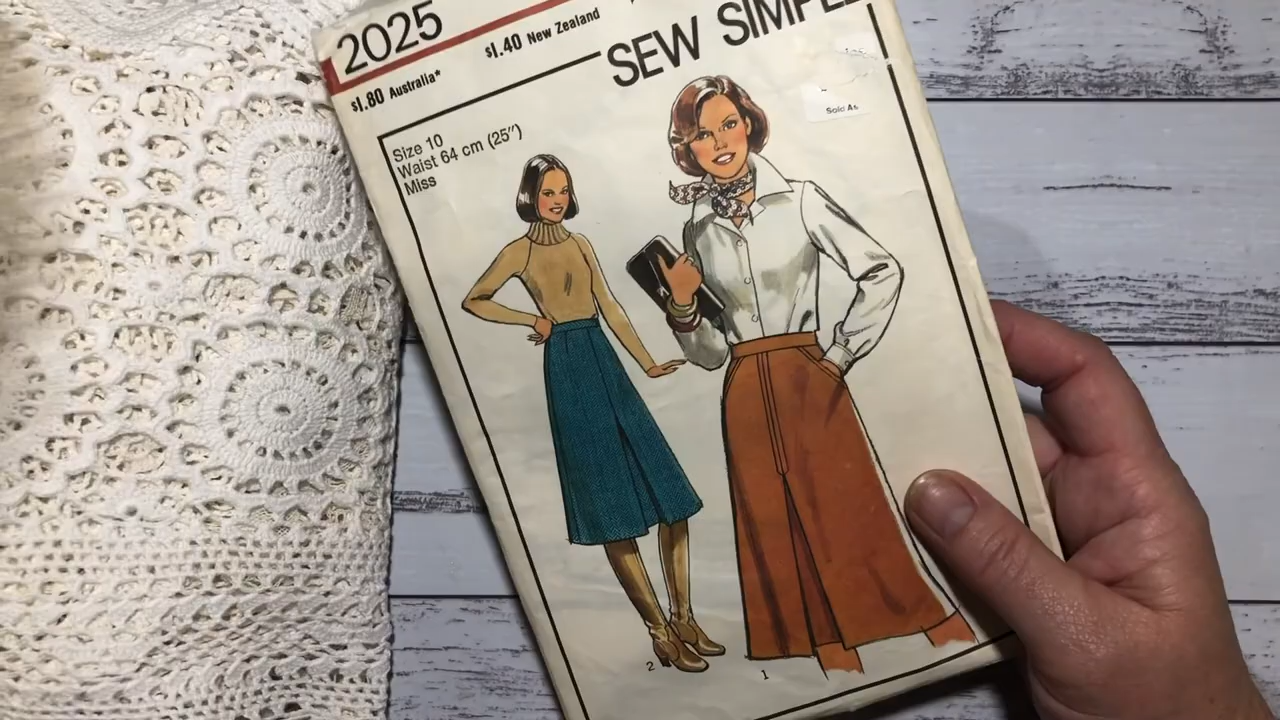 2025
$1.80 Australia*
$1.40 New Zealand
SEW SIMPLE
Size 10
Waist 64 cm (25″)
Miss
Sold As
2
1